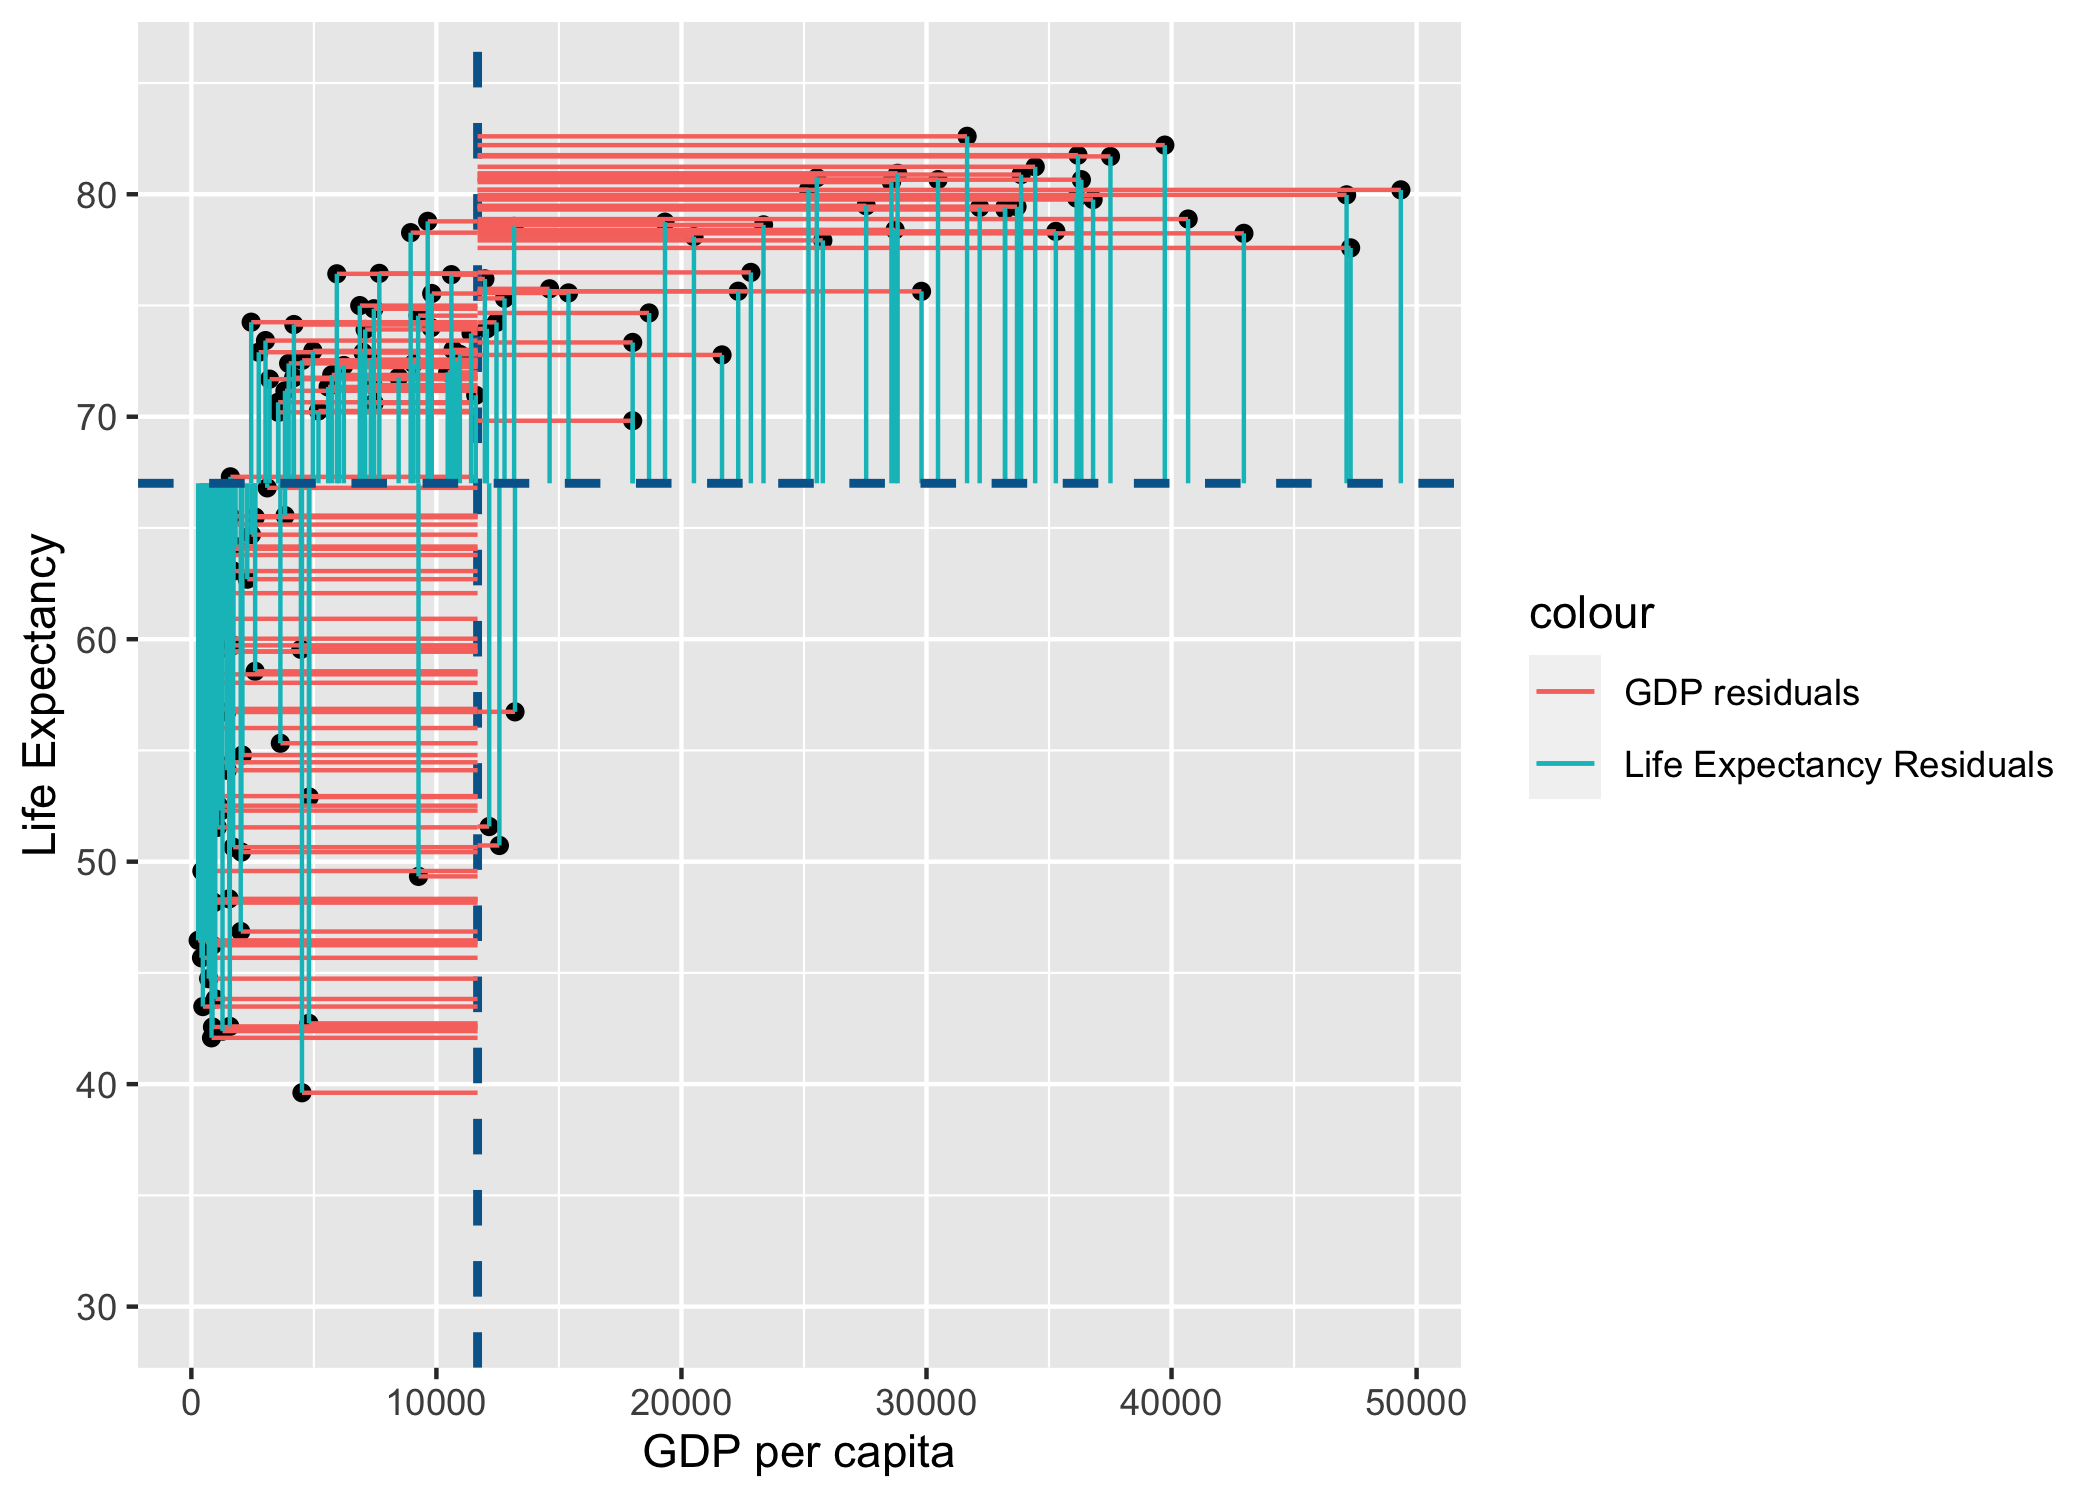 80
70
60
50
40
30
Life Expectancy
0
10000
20000
30000
40000
50000
GDP per capita
colour
GDP residuals
Life Expectancy Residuals